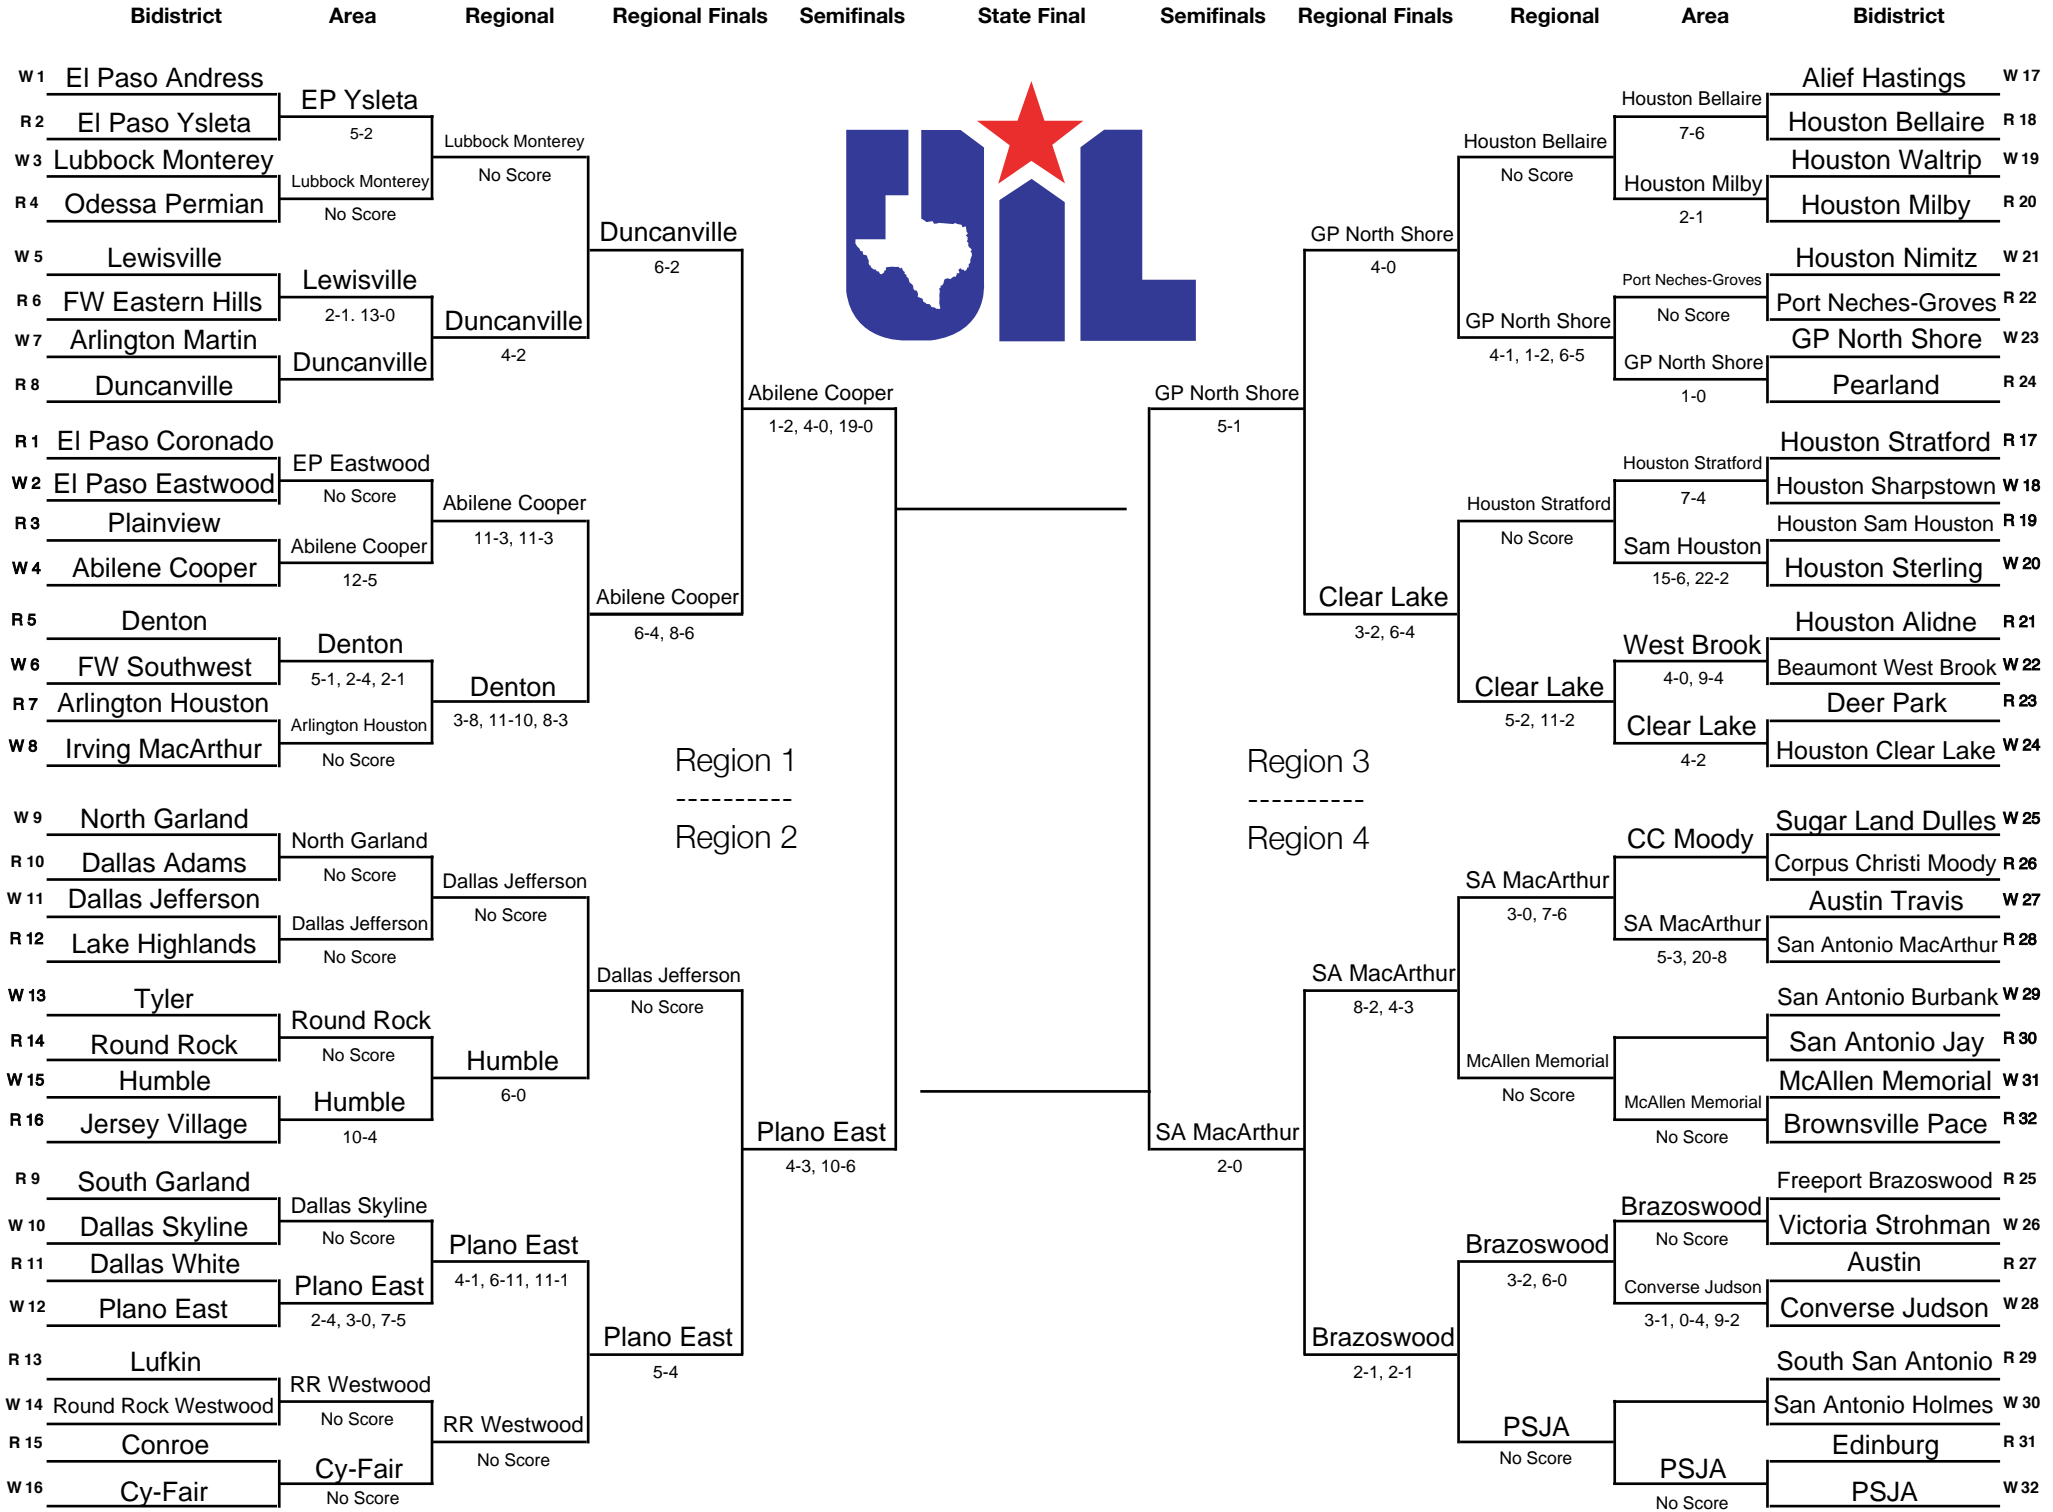 Bidistrict Area Regional Regional Finals Semifinals State Final Semifinals Regional Finals Regional Area Bidistrict
W 1 El Paso Andress
EP Ysleta
5-2
R 2 El Paso Ysleta
Lubbock Monterey
No Score
W 3 Lubbock Monterey
Lubbock Monterey
No Score
R 4 Odessa Permian
Duncanville
6-2
W 5 Lewisville
Lewisville
2-1. 13-0
R 6 FW Eastern Hills
Duncanville
4-2
W 7 Arlington Martin
Duncanville
R 8 Duncanville
Abilene Cooper
1-2, 4-0, 19-0
R 1 El Paso Coronado
EP Eastwood
No Score
W 2 El Paso Eastwood
Abilene Cooper
11-3, 11-3
R 3 Plainview
Abilene Cooper
12-5
W 4 Abilene Cooper
Abilene Cooper
6-4, 8-6
R 5 Denton
Denton
5-1, 2-4, 2-1
W 6 FW Southwest
Denton
3-8, 11-10, 8-3
R 7 Arlington Houston
Arlington Houston
No Score
W 8 Irving MacArthur
Region 1
----------
Region 2
W 9 North Garland
North Garland
No Score
R 10 Dallas Adams
Dallas Jefferson
No Score
W 11 Dallas Jefferson
Dallas Jefferson
No Score
R 12 Lake Highlands
Dallas Jefferson
No Score
W 13 Tyler
Round Rock
No Score
R 14 Round Rock
Humble
6-0
W 15 Humble
Humble
10-4
R 16 Jersey Village
Plano East
4-3, 10-6
R 9 South Garland
Dallas Skyline
No Score
W 10 Dallas Skyline
Plano East
4-1, 6-11, 11-1
R 11 Dallas White
Plano East
2-4, 3-0, 7-5
W 12 Plano East
Plano East
5-4
R 13 Lufkin
RR Westwood
No Score
W 14 Round Rock Westwood
RR Westwood
No Score
R 15 Conroe
Cy-Fair
No Score
W 16 Cy-Fair
UIL
Alief Hastings W 17
Houston Bellaire
7-6
Houston Bellaire R 18
Houston Bellaire
No Score
Houston Waltrip W 19
Houston Milby
2-1
Houston Milby R 20
GP North Shore
4-0
Houston Nimitz W 21
Port Neches-Groves
No Score
Port Neches-Groves R 22
GP North Shore
4-1, 1-2, 6-5
GP North Shore W 23
GP North Shore
1-0
Pearland R 24
GP North Shore
5-1
Houston Stratford R 17
Houston Stratford
7-4
Houston Sharpstown W 18
Houston Stratford
No Score
Houston Sam Houston R 19
Sam Houston
15-6, 22-2
Houston Sterling W 20
Clear Lake
3-2, 6-4
Houston Alidne R 21
West Brook
4-0, 9-4
Beaumont West Brook W 22
Clear Lake
5-2, 11-2
Deer Park R 23
Clear Lake
4-2
Houston Clear Lake W 24
Region 3
----------
Region 4
Sugar Land Dulles W 25
CC Moody
Corpus Christi Moody R 26
SA MacArthur
3-0, 7-6
Austin Travis W 27
SA MacArthur
5-3, 20-8
San Antonio MacArthur R 28
SA MacArthur
8-2, 4-3
San Antonio Burbank W 29
San Antonio Jay R 30
McAllen Memorial
No Score
McAllen Memorial W 31
McAllen Memorial
No Score
Brownsville Pace R 32
SA MacArthur
2-0
Freeport Brazoswood R 25
Brazoswood
No Score
Victoria Strohman W 26
Brazoswood
3-2, 6-0
Austin R 27
Converse Judson
3-1, 0-4, 9-2
Converse Judson W 28
Brazoswood
2-1, 2-1
South San Antonio R 29
San Antonio Holmes W 30
PSJA
No Score
Edinburg R 31
PSJA
No Score
PSJA W 32